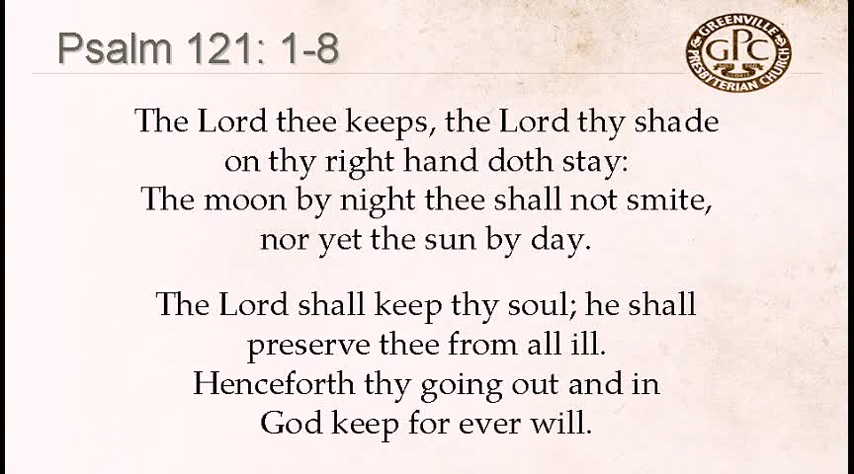 Psalm 121: 1-8
GREENVILLE
GPC
PRESBYTERIAN CHURCH
The Lord thee keeps, the Lord thy shade
on thy right hand doth stay:
The moon by night thee shall not smite,
nor yet the sun by day.
The Lord shall keep thy soul; he shall
preserve thee from all ill.
Henceforth thy going out and in
God keep for ever will.